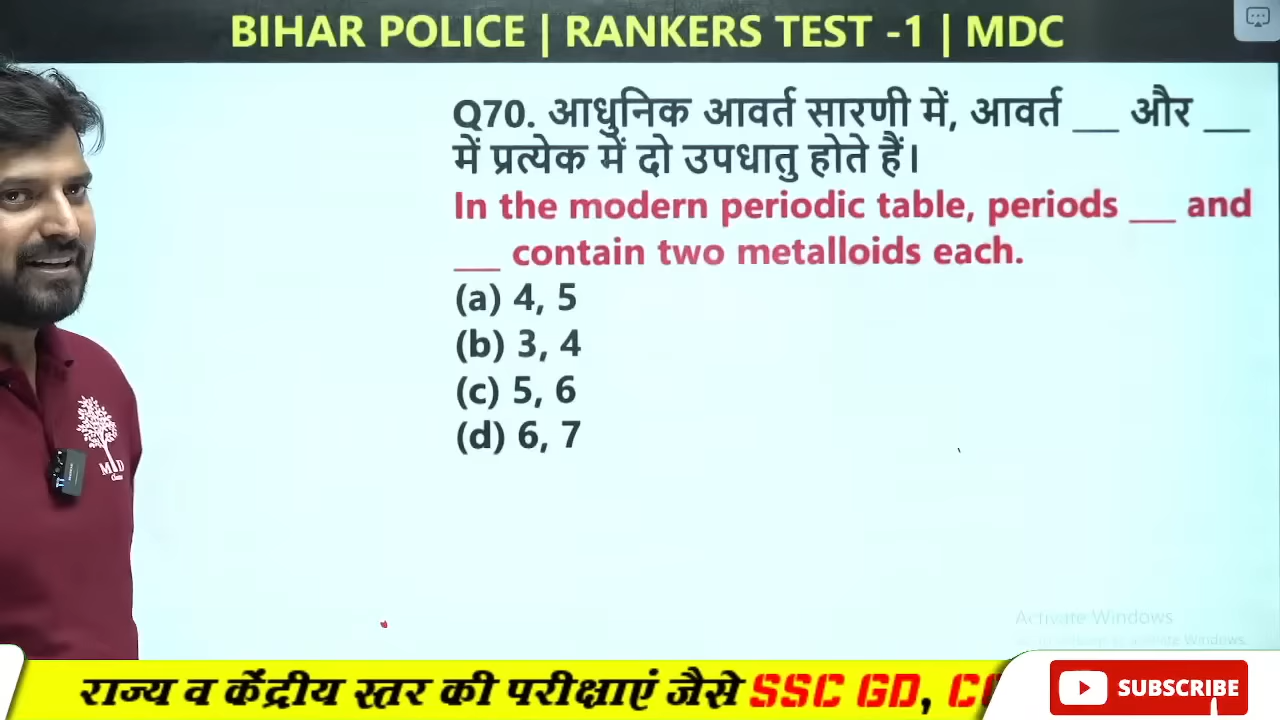 BIHAR POLICE | RANKERS TEST -1 | MDC
Q70. आधुनिक आवर्त सारणी में, आवर्त ___ और ___
में प्रत्येक में दो उपधातु होते हैं।
In the modern periodic table, periods ___ and
___ contain two metalloids each.
(a) 4, 5
(b) 3, 4
(c) 5, 6
(d) 6, 7
Activate Windows
राज्य व केंद्रीय स्तर की परीक्षाएं जैसे SSC GD,
SUBSCRIBE